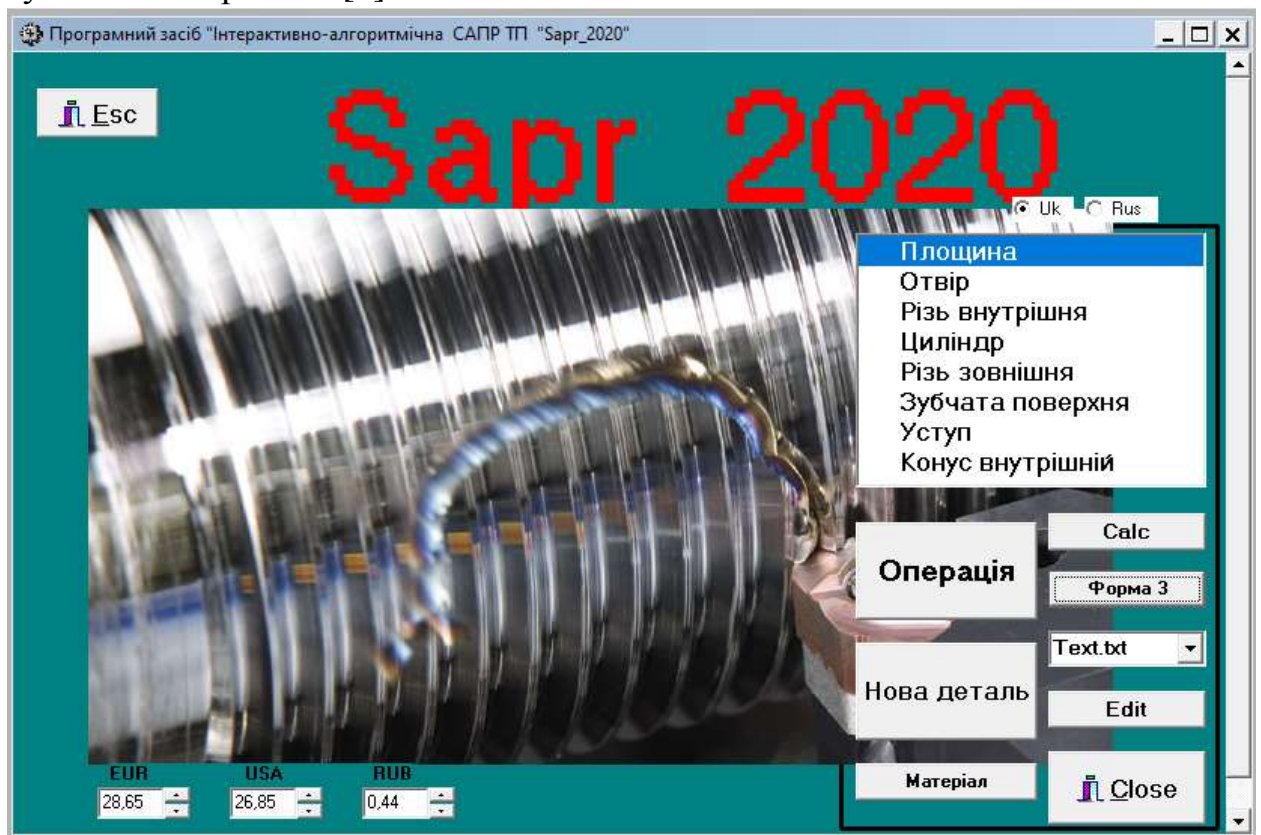 Програмний засіб "Інтерактивно-алгоритмічна САПР ТП "Sapr_2020"
Esc
Sapr 2020
Uk Rus
Площина
Отвір
Різь внутрішня
Циліндр
Різь зовнішня
Зубчата поверхня
Уступ
Конус внутрішній
Calc
Операція
Форма 3
Text.txt
Нова деталь
Edit
Матеріал
Close
EUR USA RUB
28,65 26,85 0,44